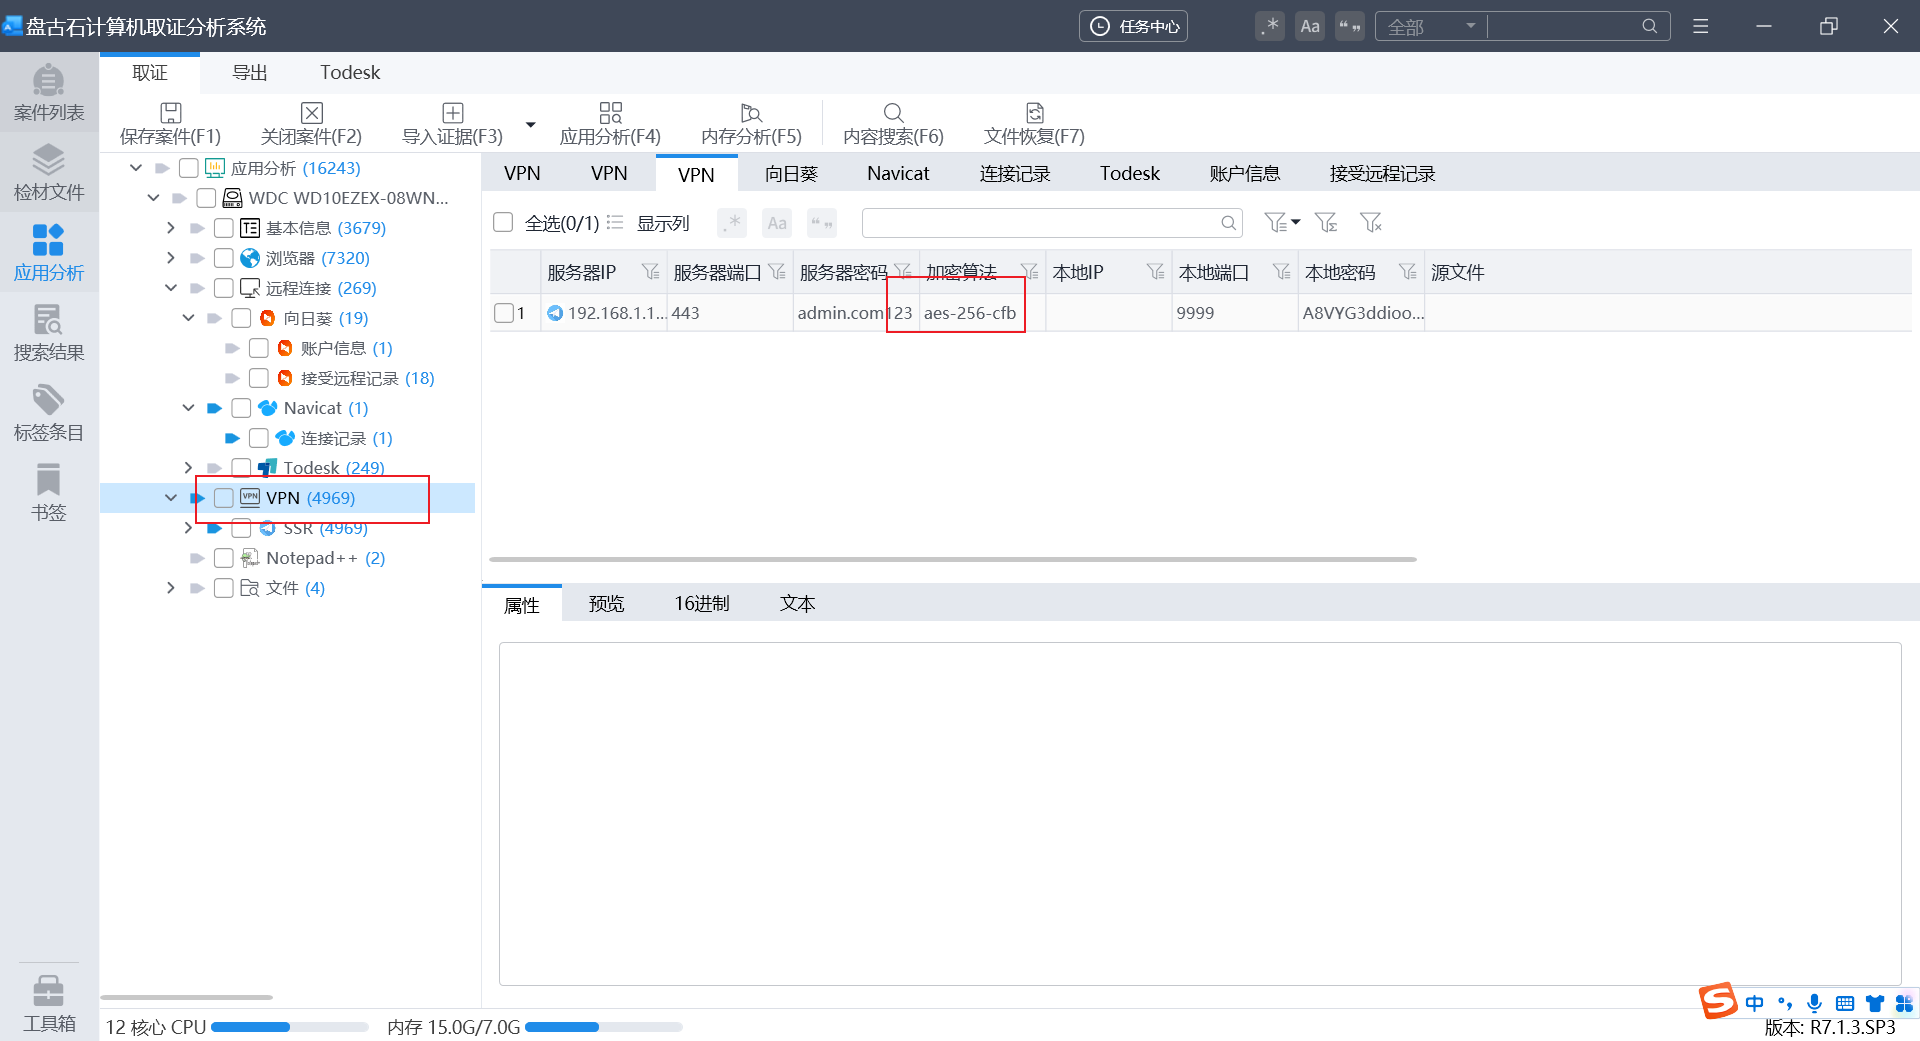 盘古石计算机取证分析系统
任务中心
.*
Aa
全部
取证 导出 Todesk
保存案件(F1) 关闭案件(F2) 导入证据(F3) 应用分析(F4) 内存分析(F5) 内容搜索(F6) 文件恢复(F7)
案件列表
检材文件
应用分析
搜索结果
标签条目
书签
工具箱
应用分析 (16243)
WDC WD10EZEX-08WN...
基本信息 (3679)
浏览器 (7320)
远程连接 (269)
向日葵 (19)
账户信息 (1)
接受远程记录 (18)
Navicat (1)
连接记录 (1)
Todesk (249)
VPN VPN (4969)
SSR (4969)
Notepad++ (2)
文件 (4)
VPN VPN VPN 向日葵 Navicat 连接记录 Todesk 账户信息 接受远程记录
全选(0/1) 显示列 .* Aa
服务器IP 服务器端口 服务器密码 加密算法 本地IP 本地端口 本地密码 源文件
1 192.168.1.1... 443 admin.com123 aes-256-cfb 9999 A8VYG3ddioo...
属性 预览 16进制 文本
12 核心 CPU 内存 15.0G/7.0G
S 中
版本: R7.1.3.SP3